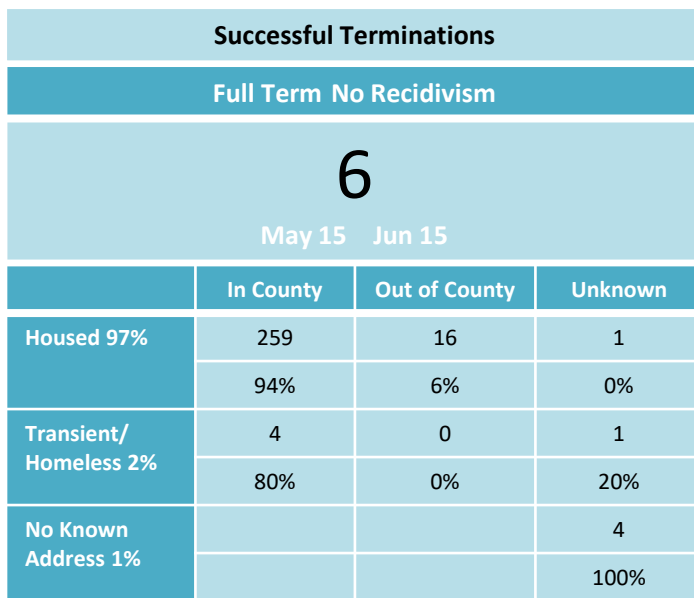 Successful Terminations
Full Term No Recidivism
6
May 15 Jun 15
In County Out of County Unknown
Housed 97% 259 16 1
94% 6% 0%
Transient/ 4 0 1
Homeless 2%
80% 0% 20%
No Known 4
Address 1%
100%